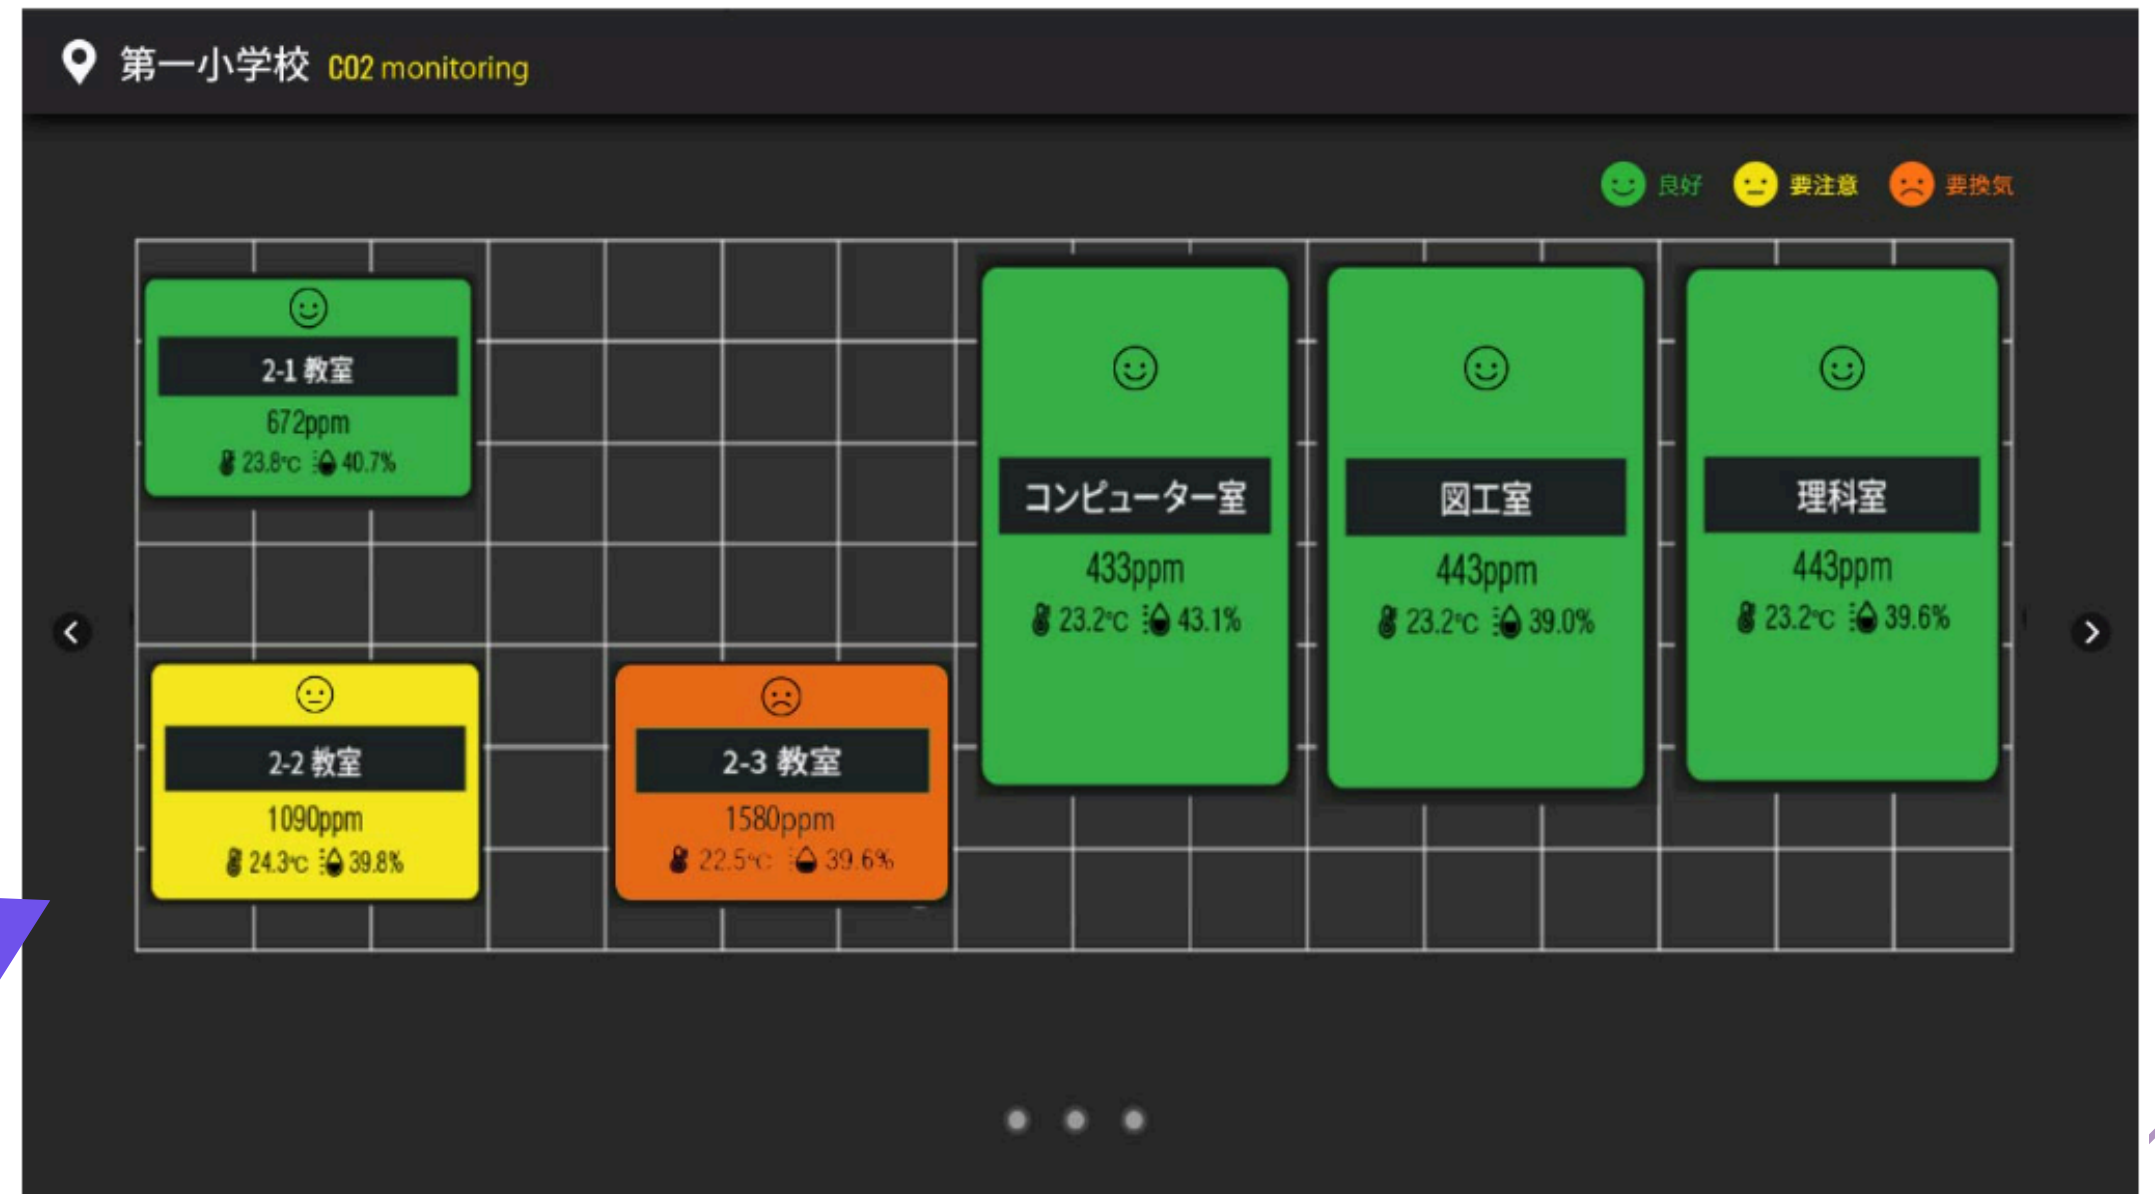 第一小学校 CO2 monitoring
良好 要注意 要換気
2-1 教室
672ppm
23.8℃ 40.7%
コンピューター室
433ppm
23.2℃ 43.1%
図工室
443ppm
23.2℃ 39.0%
理科室
443ppm
23.2℃ 39.6%
2-2 教室
1090ppm
24.3℃ 39.8%
2-3 教室
1580ppm
22.5℃ 39.6%